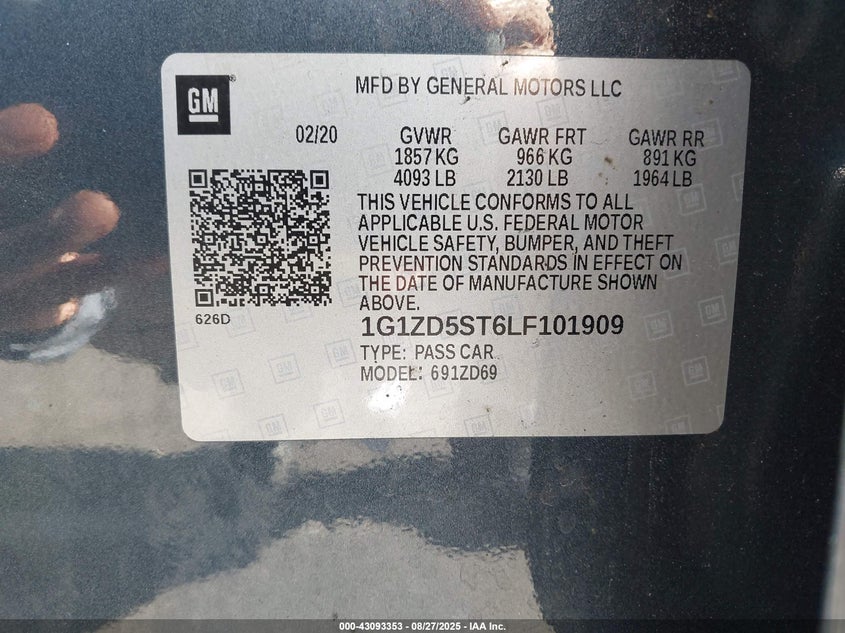 GM
MFD BY GENERAL MOTORS LLC
02/20 GVWR GAWR FRT GAWR RR
1857 KG 966 KG 891 KG
4093 LB 2130 LB 1964 LB
THIS VEHICLE CONFORMS TO ALL
APPLICABLE U.S. FEDERAL MOTOR
VEHICLE SAFETY, BUMPER, AND THEFT
PREVENTION STANDARDS IN EFFECT ON
THE DATE OF MANUFACTURE SHOWN
ABOVE.
626D
1G1ZD5ST6LF101909
TYPE: PASS CAR
MODEL: 691ZD69
000-43093353 - 08/27/2025 - IAA Inc.